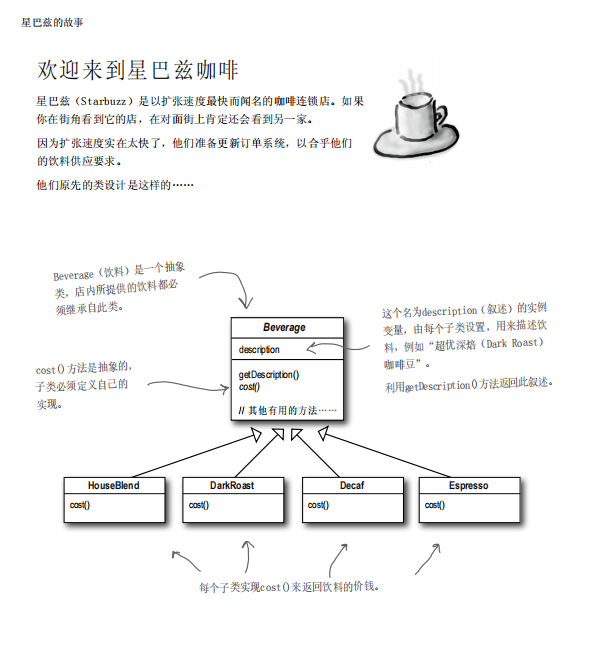 星巴兹的故事
欢迎来到星巴兹咖啡
星巴兹（Starbuzz）是以扩张速度最快而闻名的咖啡连锁店。如果
你在街角看到它的店，在对面街上肯定还会看到另一家。
因为扩张速度实在太快了，他们准备更新订单系统，以合乎他们
的饮料供应要求。
他们原先的类设计是这样的……
Beverage（饮料）是一个抽象
类，店内所提供的饮料都必
须继承自此类。
这个名为description（叙述）的实例
变量，由每个子类设置，用来描述饮
料，例如“超优深焙（Dark Roast）
咖啡豆”。
利用getDescription()方法返回此叙述。
cost()方法是抽象的，
子类必须定义自己的
实现。
Beverage
description
getDescription()
cost()
// 其他有用的方法……
HouseBlend
cost()
DarkRoast
cost()
Decaf
cost()
Espresso
cost()
每个子类实现cost()来返回饮料的价钱。